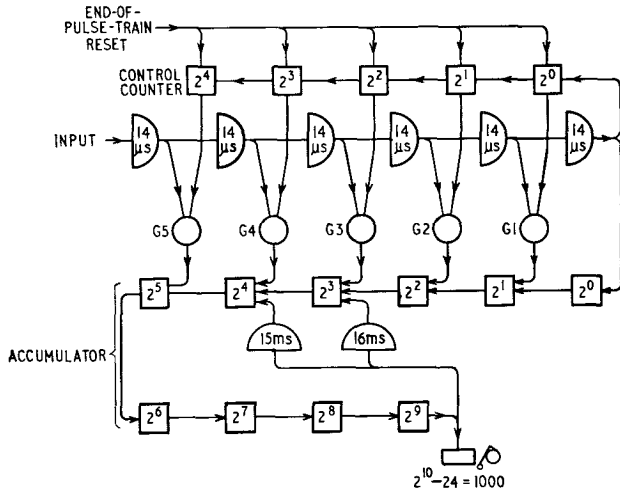 END-OF-
PULSE-TRAIN
RESET
CONTROL
COUNTER
2⁴
2³
2²
2¹
2⁰
INPUT
14
μs
14
μs
14
μs
14
μs
14
μs
14
μs
G5
G4
G3
G2
G1
2⁵
2⁴
2³
2²
2¹
2⁰
15ms
16ms
ACCUMULATOR
2⁶
2⁷
2⁸
2⁹
2¹⁰-24=1000